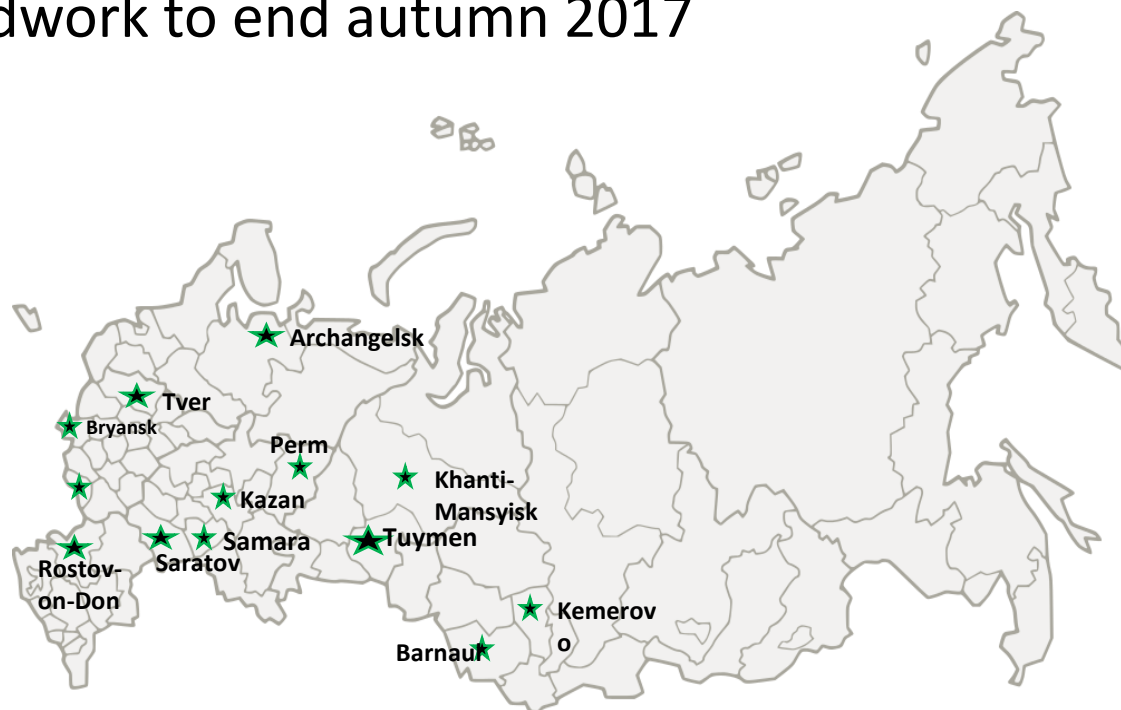 dwork to end autumn 2017
Archangelsk
Tver
Bryansk
Perm
Khanti-
Mansyisk
Kazan
Tuymen
Samara
Saratov
Rostov-
on-Don
Kemerov
o
Barnaul